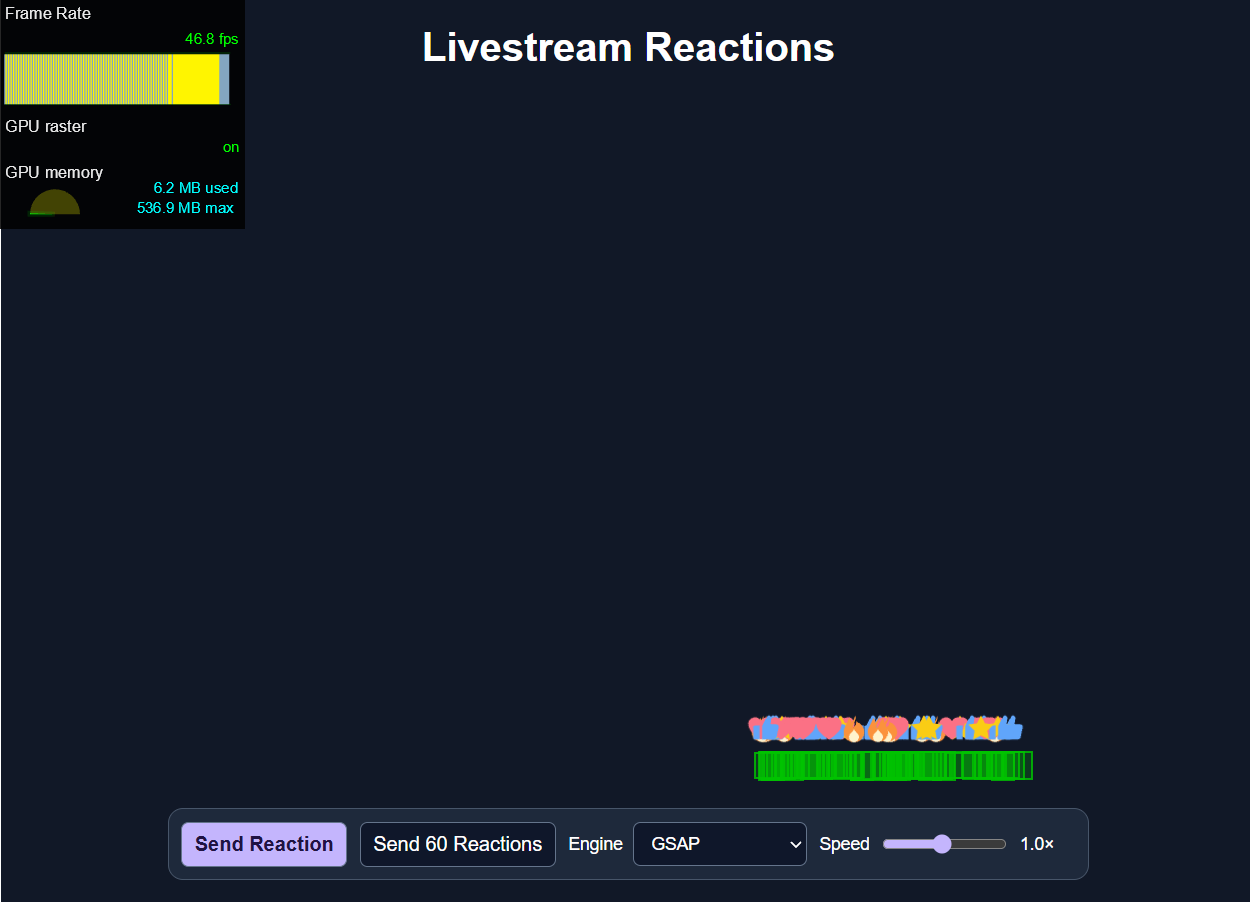 Frame Rate
46.8 fps
GPU raster
on
GPU memory
6.2 MB used
536.9 MB max
Livestream Reactions
Send Reaction
Send 60 Reactions
Engine
GSAP
Speed
1.0×